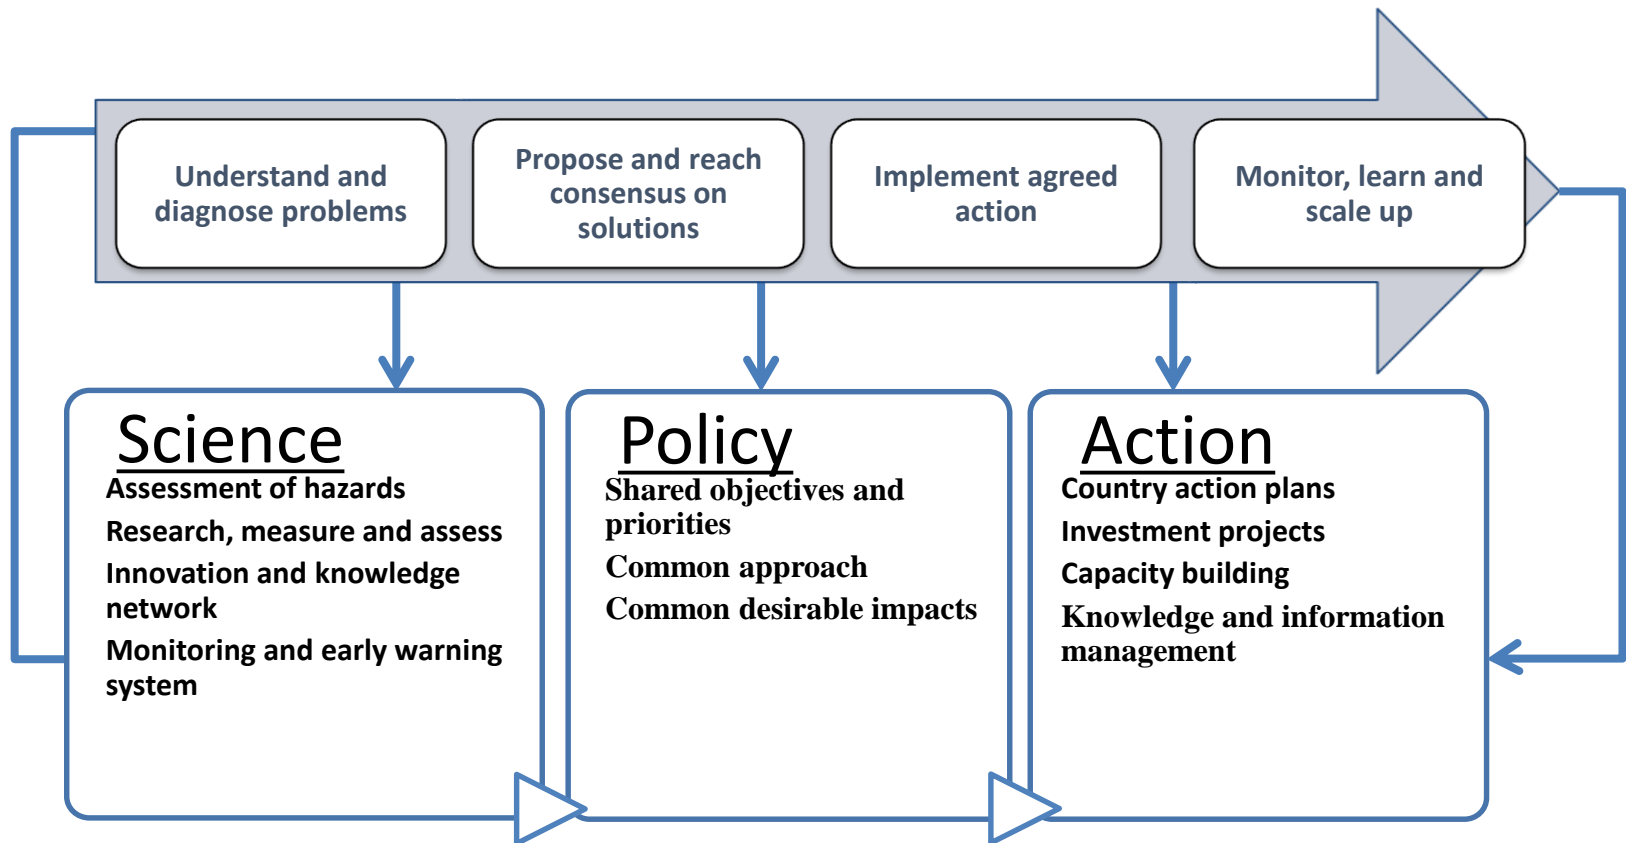 Understand and
diagnose problems
Propose and reach
consensus on
solutions
Implement agreed
action
Monitor, learn and
scale up
Science
Assessment of hazards
Research, measure and assess
Innovation and knowledge
network
Monitoring and early warning
system
Policy
Shared objectives and
priorities
Common approach
Common desirable impacts
Action
Country action plans
Investment projects
Capacity building
Knowledge and information
management